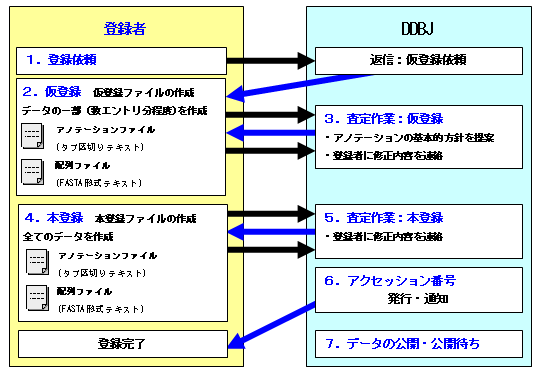 登録者
１．登録依頼
２．仮登録　仮登録ファイルの作成
データの一部（数エントリ分程度）を作成
アノテーションファイル
（タブ区切りテキスト）
配列ファイル
（FASTA形式テキスト）
４．本登録　本登録ファイルの作成
全てのデータを作成
アノテーションファイル
（タブ区切りテキスト）
配列ファイル
（FASTA形式テキスト）
登録完了
DDBJ
返信：仮登録依頼
３．査定作業：仮登録
・アノテーションの基本的方針を提案
・登録者に修正内容を連絡
５．査定作業：本登録
・登録者に修正内容を連絡
６．アクセッション番号
発行・通知
７．データの公開・公開待ち